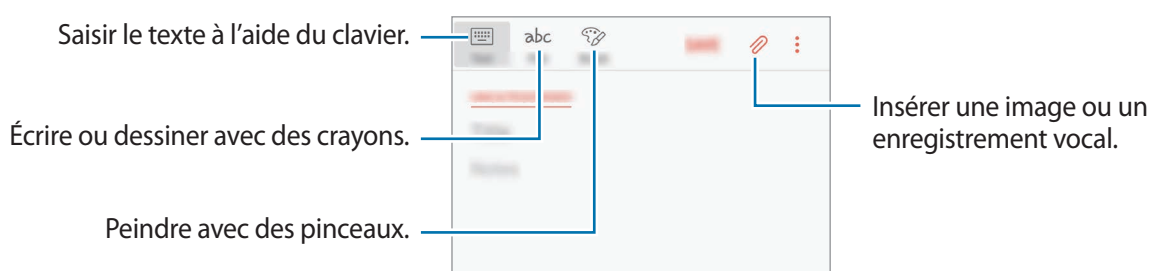 Saisir le texte à l’aide du clavier.
abc
Écrire ou dessiner avec des crayons.
Insérer une image ou un
enregistrement vocal.
Peindre avec des pinceaux.